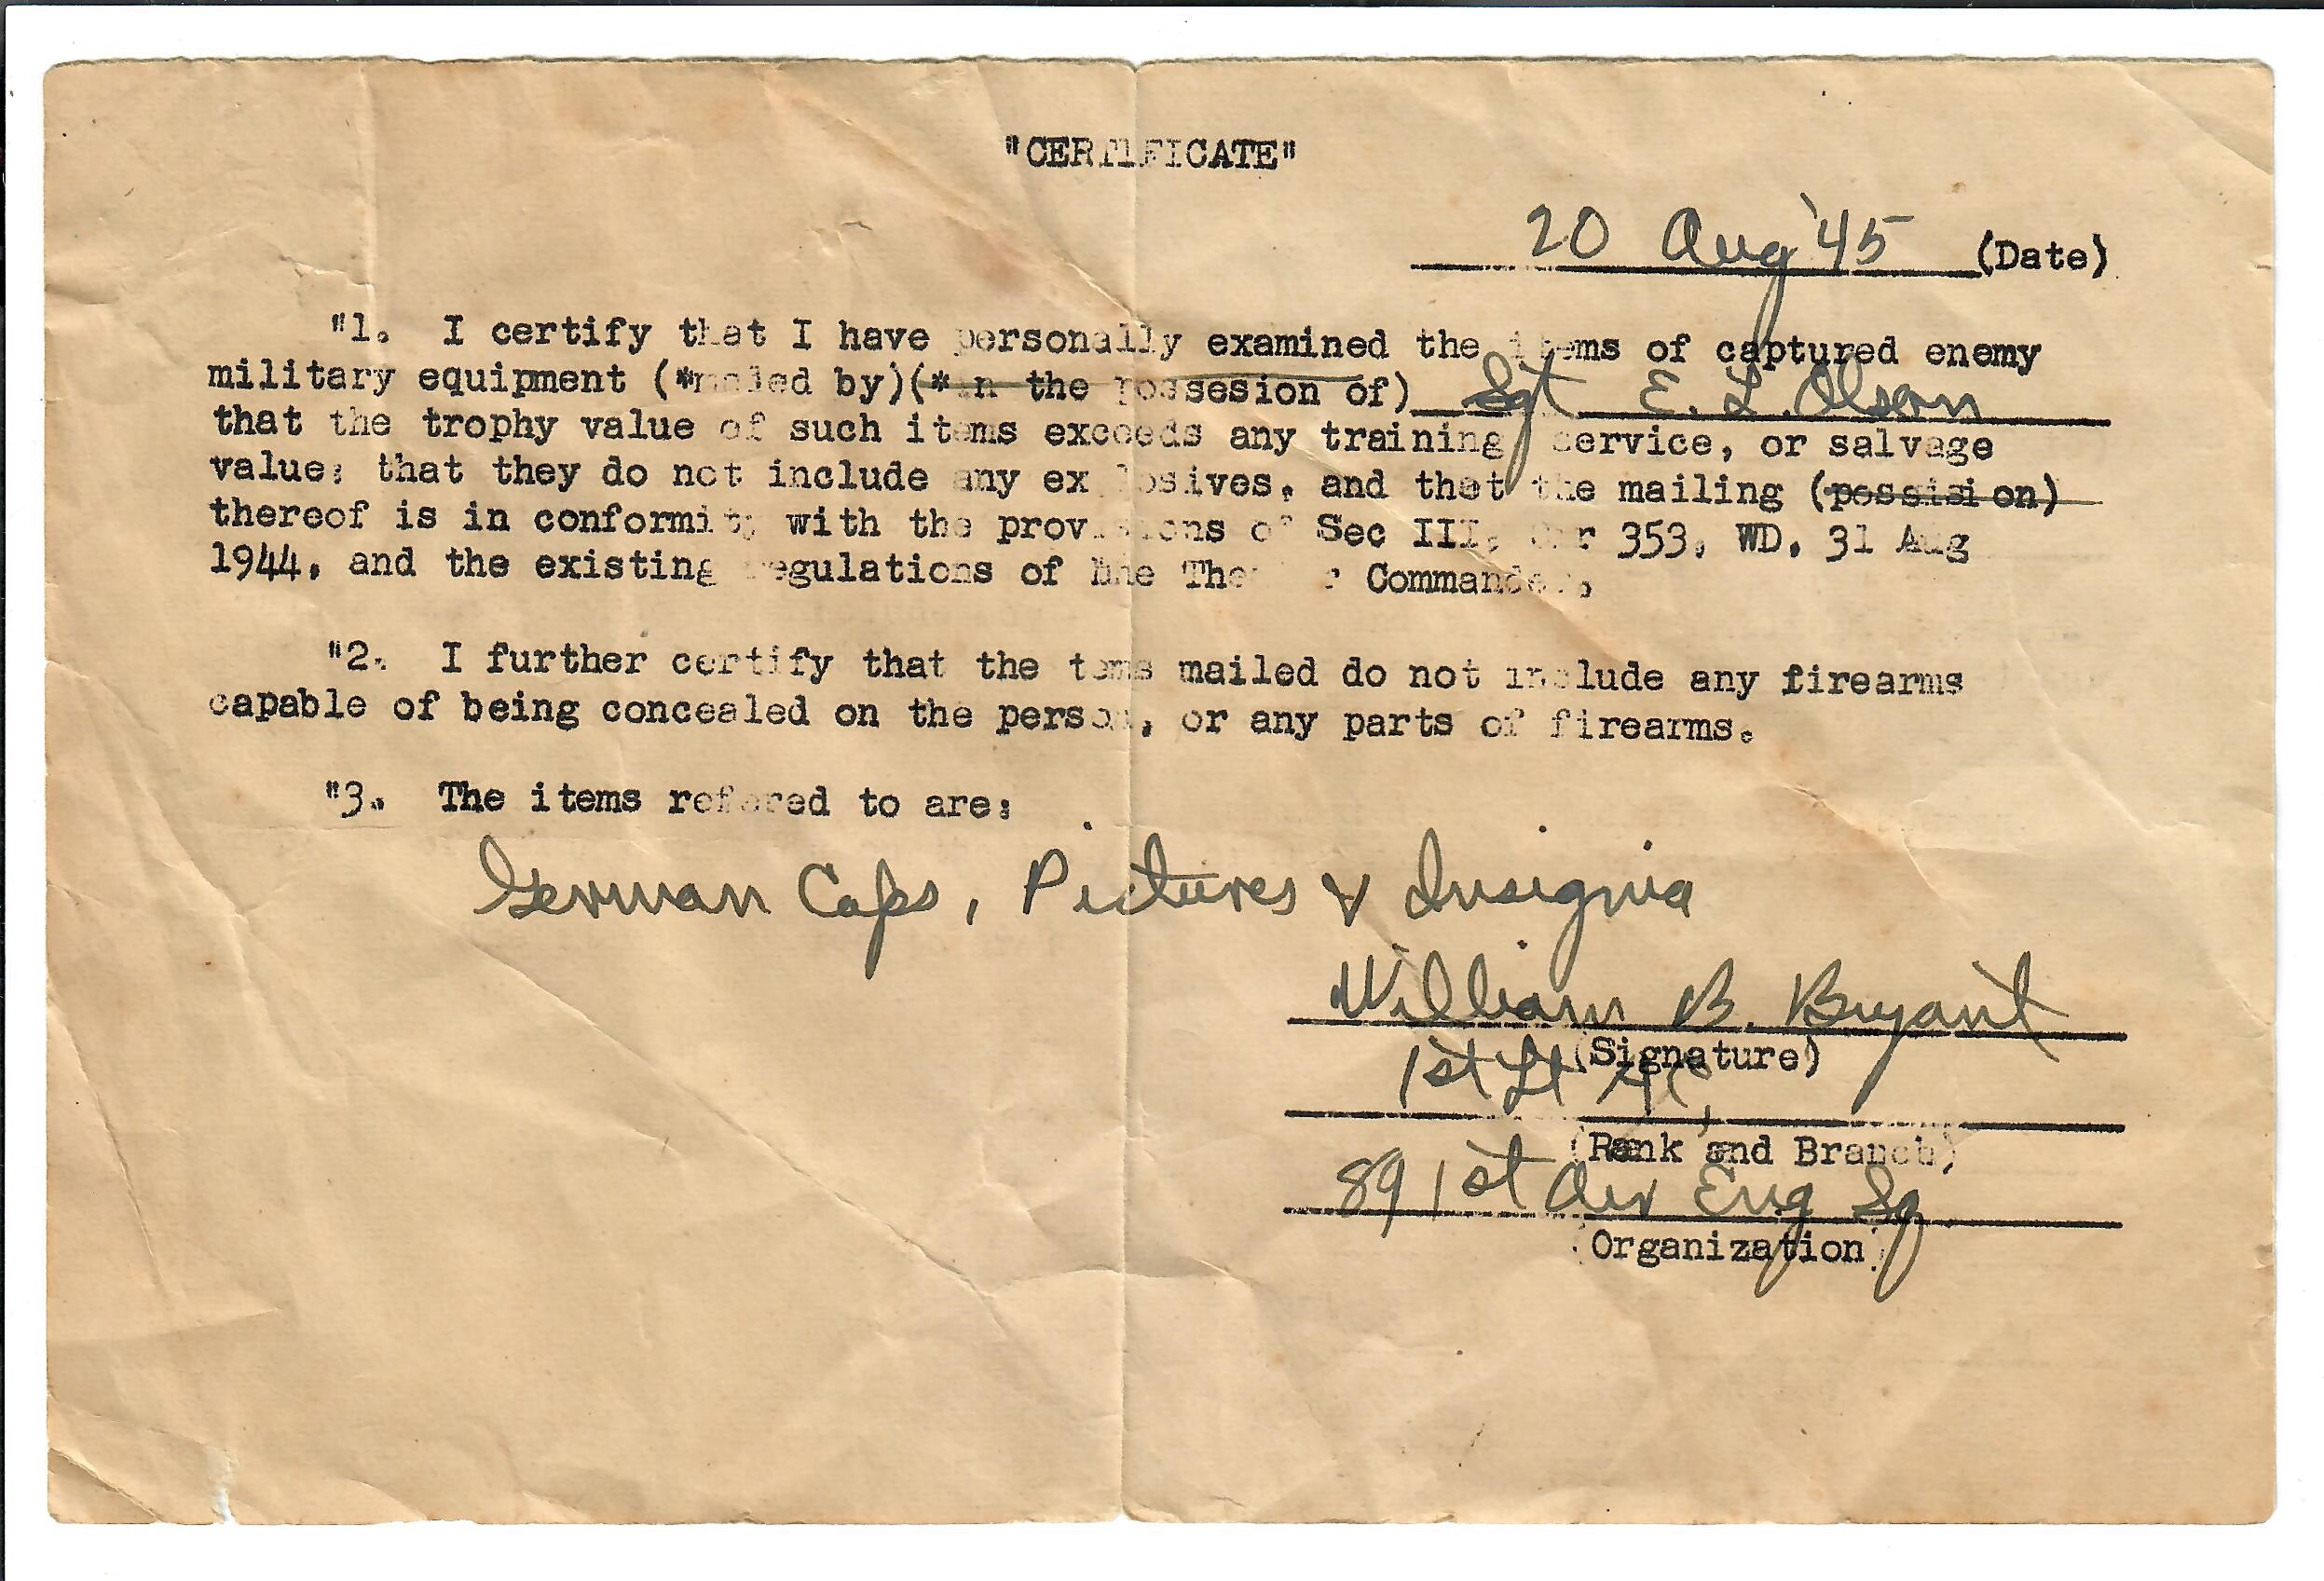 "CERTIFICATE"
20 Aug '45 (Date)
"1. I certify that I have personally examined the items of captured enemy
military equipment (*mailed by)(*in the possesion of) Sgt E. L. Olson
that the trophy value of such items exceeds any training service, or salvage
value: that they do not include any explosives, and that the mailing (possision)
thereof is in conformity with the provisions of Sec III, Cir 353, WD, 31 Aug
1944, and the existing regulations of the Theater Commander,
"2. I further certify that the tems mailed do not include any firearms
capable of being concealed on the person, or any parts of firearms.
"3. The items refered to are:
German Caps, Pictures & Insignia
William B. Bryant
(Signature)
1st Lt AC,
(Rank and Branch)
891st Air Eng Sq.
(Organization)